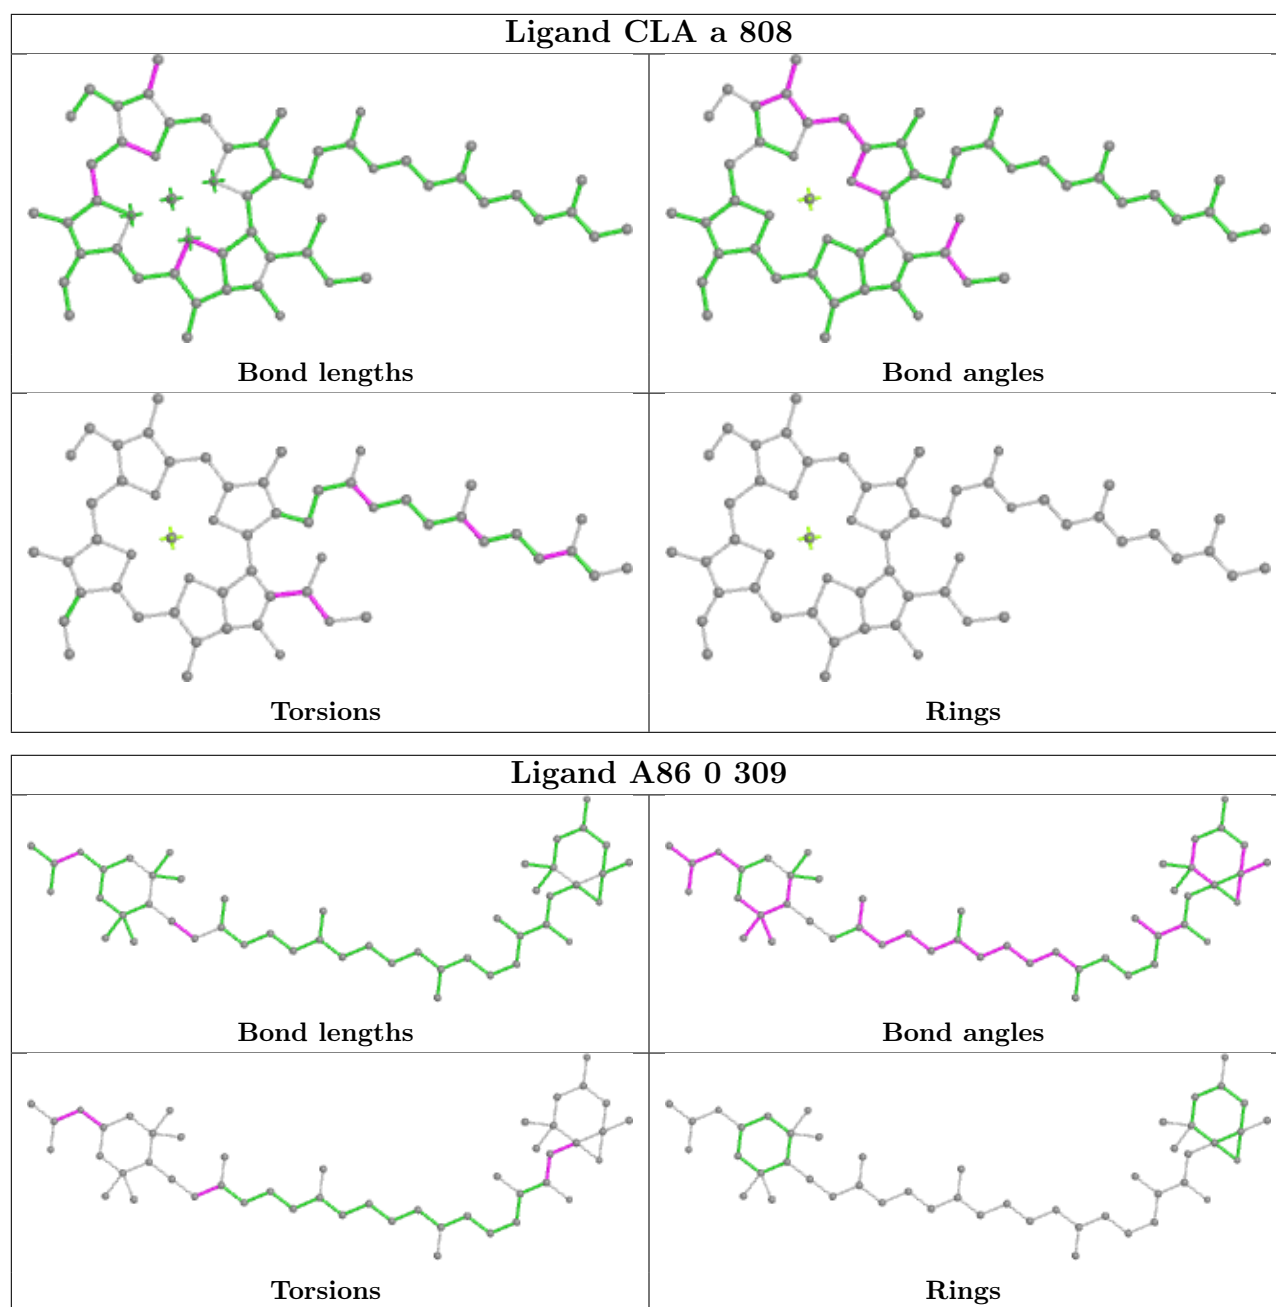 Ligand CLA a 808
Bond lengths
Bond angles
Torsions
Rings
Ligand A86 0 309
Bond lengths
Bond angles
Torsions
Rings